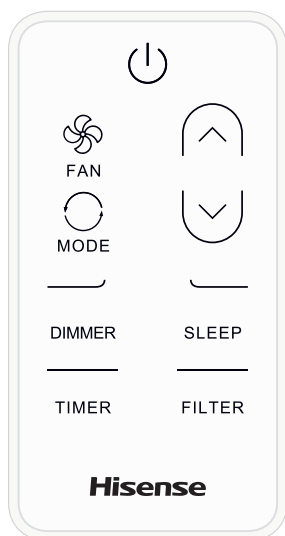 FAN
MODE
DIMMER SLEEP
TIMER FILTER
Hisense